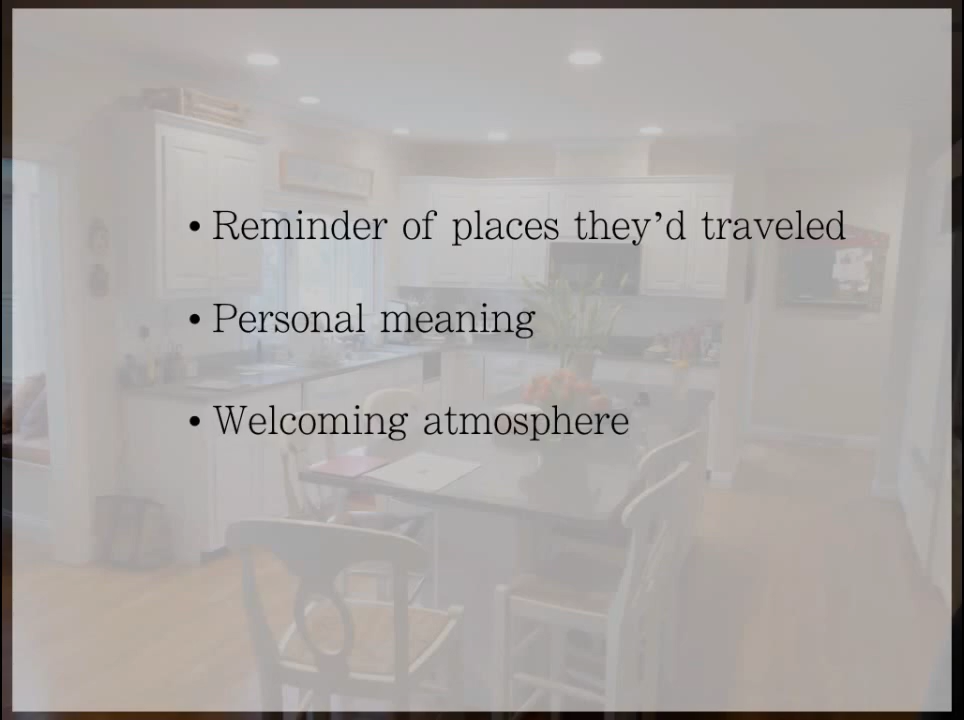 • Reminder of places they’d traveled
• Personal meaning
• Welcoming atmosphere